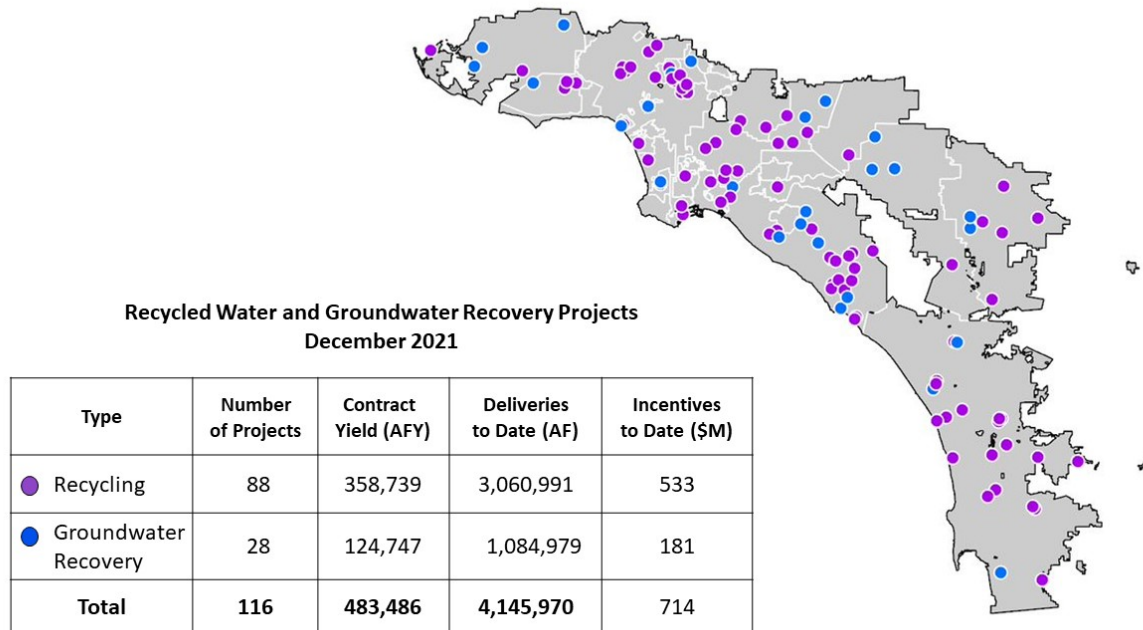 Recycled Water and Groundwater Recovery Projects
December 2021
Type
Number
of Projects
Contract
Yield (AFY)
Deliveries
to Date (AF)
Incentives
to Date ($M)
Recycling
88
358,739
3,060,991
533
Groundwater
Recovery
28
124,747
1,084,979
181
Total
116
483,486
4,145,970
714